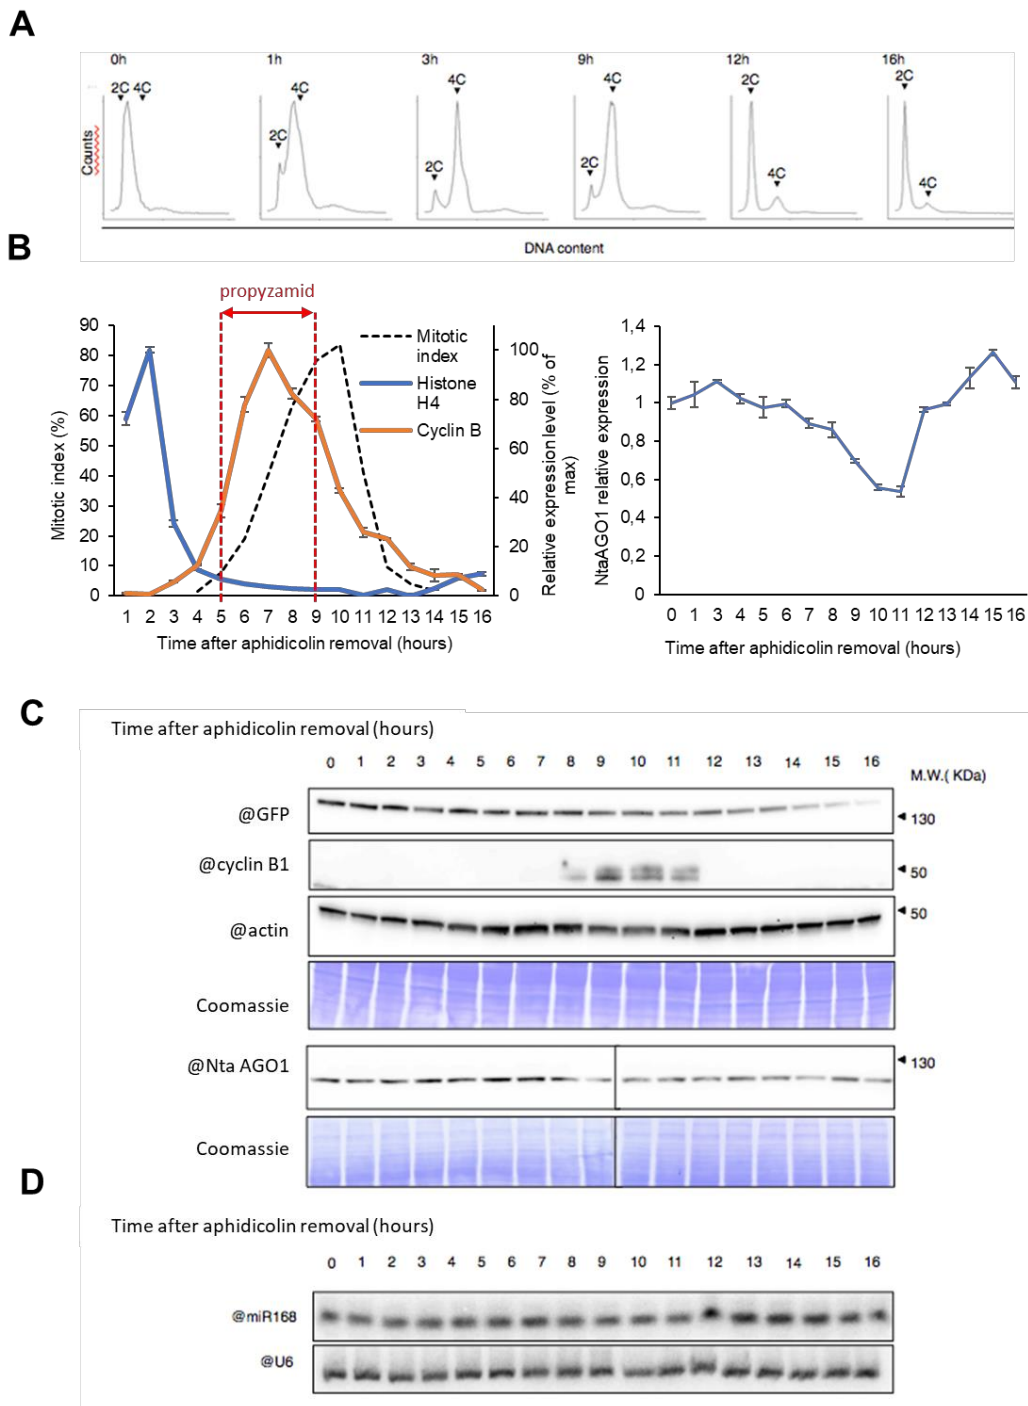 A
0h 1h 3h 9h 12h 16h
2C 4C 2C 4C 2C 4C 2C 4C 2C 4C 2C 4C
Counts
DNA content
B
propyzamid
90
80
70
60
50
40
30
20
10
0
Mitotic index (%)
Mitotic
index
Histone
H4
Cyclin B
100
80
60
40
20
0
Relative expression level (% of
max)
1 2 3 4 5 6 7 8 9 10 11 12 13 14 15 16
Time after aphidicolin removal (hours)
1,4
1,2
1
0,8
0,6
0,4
0,2
0
NtaAGO1 relative expression
0 1 3 4 5 6 7 8 9 10 11 12 13 14 15 16
Time after aphidicolin removal (hours)
C
Time after aphidicolin removal (hours)
0 1 2 3 4 5 6 7 8 9 10 11 12 13 14 15 16
M.W.( KDa)
@GFP
130
@cyclin B1
50
@actin
50
Coomassie
@Nta AGO1
130
Coomassie
D
Time after aphidicolin removal (hours)
0 1 2 3 4 5 6 7 8 9 10 11 12 13 14 15 16
@miR168
@U6